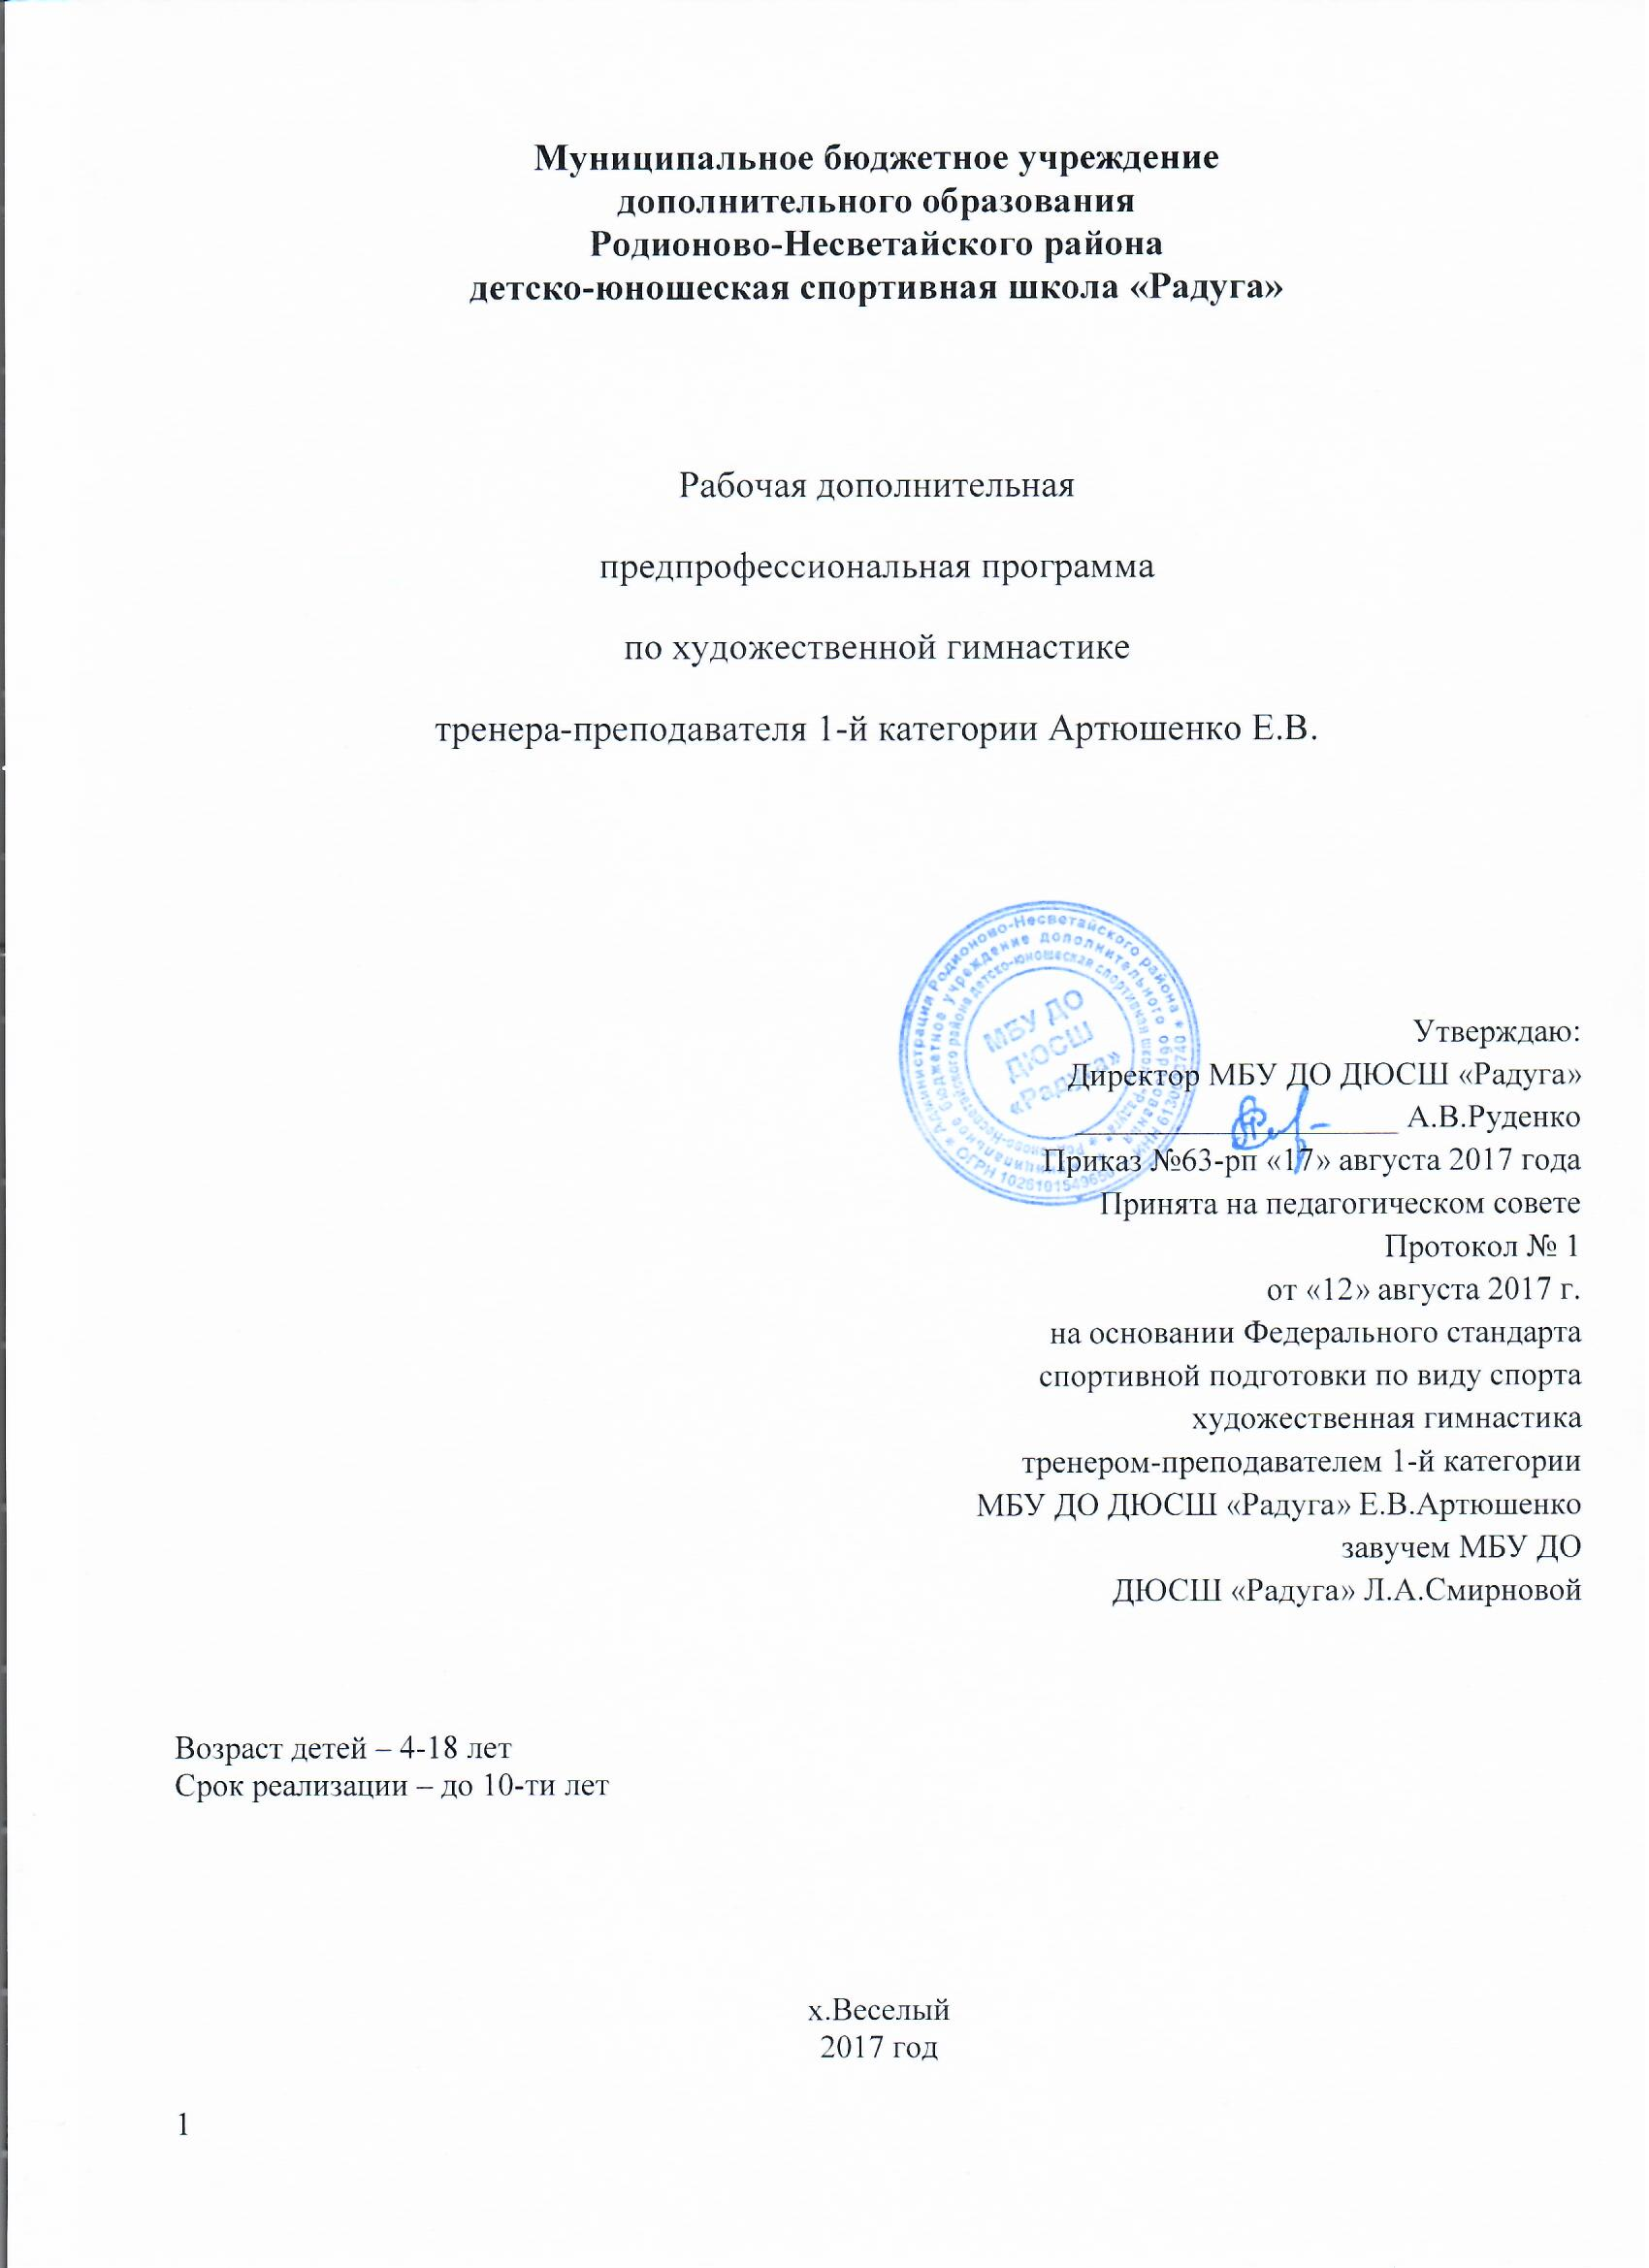 Муниципальное бюджетное учреждение
дополнительного образования
Родионово-Несветайского района
детско-юношеская спортивная школа «Радуга»
Рабочая дополнительная
предпрофессиональная программа
по художественной гимнастике
тренера-преподавателя 1-й категории Артюшенко Е.В.
Администрация Родионово-Несветайского района
МБУ ДО
ДЮСШ
«Радуга»
Утверждаю:
Директор МБУ ДО ДЮСШ «Радуга»
____________________ А.В.Руденко
Приказ №63-рп «17» августа 2017 года
Принята на педагогическом совете
Протокол № 1
от «12» августа 2017 г.
на основании Федерального стандарта
спортивной подготовки по виду спорта
художественная гимнастика
тренером-преподавателем 1-й категории
МБУ ДО ДЮСШ «Радуга» Е.В.Артюшенко
завучем МБУ ДО
ДЮСШ «Радуга» Л.А.Смирновой
Возраст детей – 4-18 лет
Срок реализации – до 10-ти лет
х.Веселый
2017 год
1